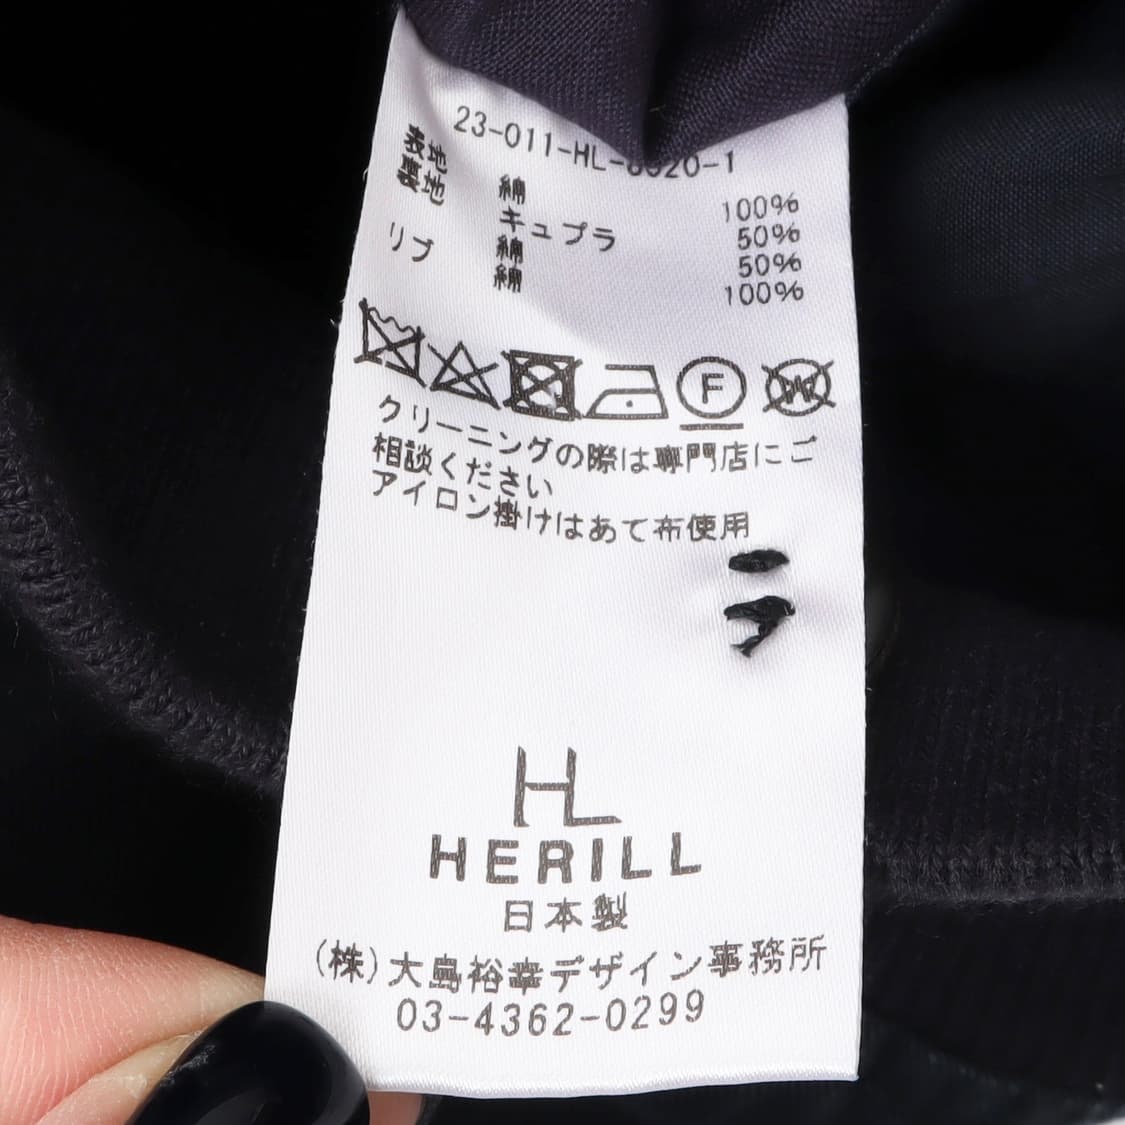 23-011-HL-8020-1
表地 綿 100%
裏地 キュプラ 50%
綿 50%
リブ 綿 100%
F W
クリーニングの際は専門店にご
相談ください
アイロン掛けはあて布使用
HL
HERILL
日本製
(株)大島裕幸デザイン事務所
03-4362-0299